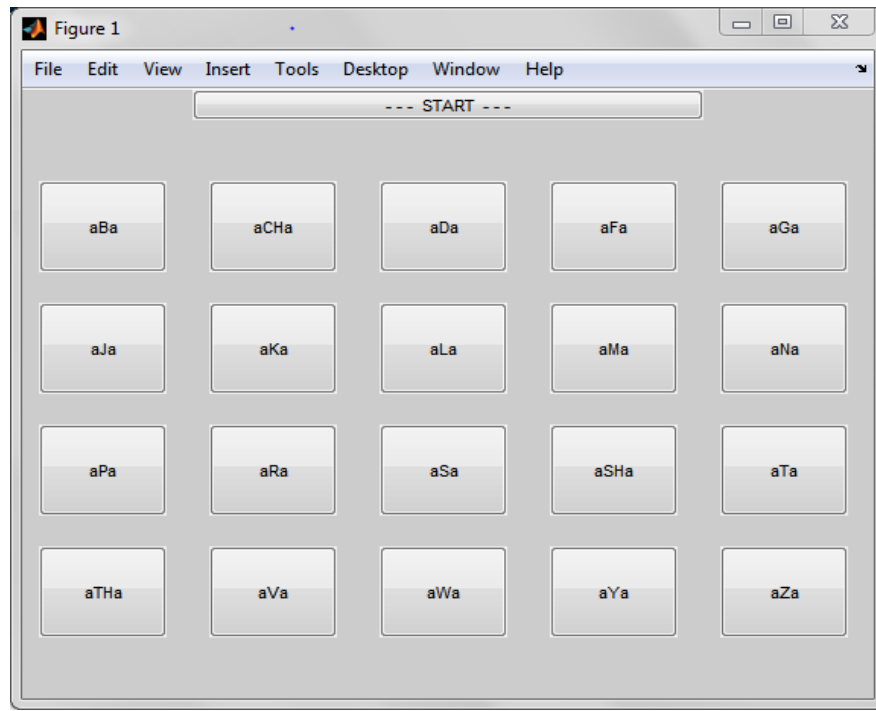 Figure 1
File Edit View Insert Tools Desktop Window Help
--- START ---
aBa aCHa aDa aFa aGa
aJa aKa aLa aMa aNa
aPa aRa aSa aSHa aTa
aTHa aVa aWa aYa aZa